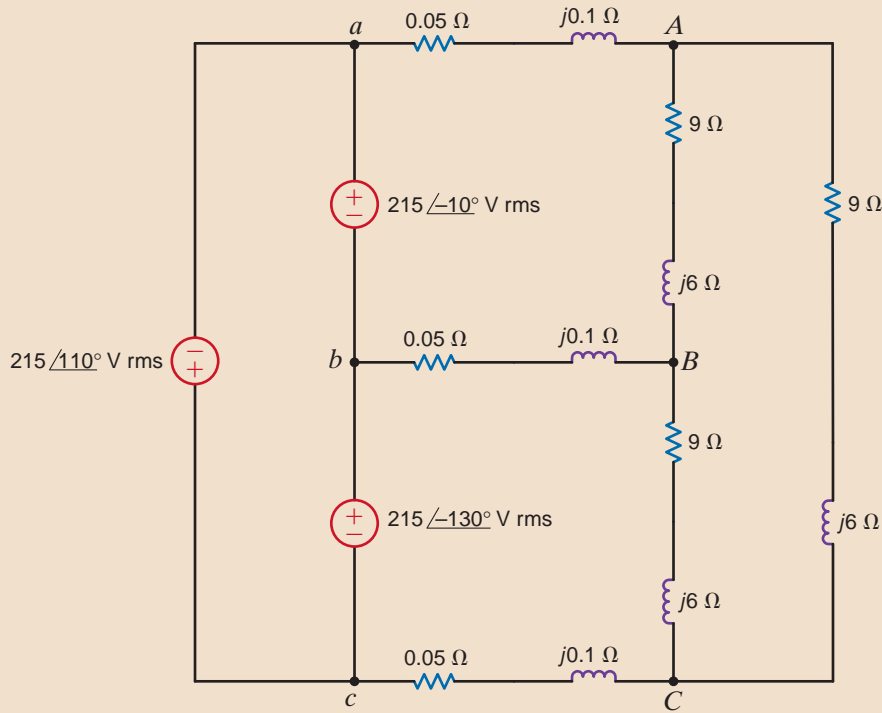 a 0.05 Ω j0.1 Ω A
9 Ω
+
−
215 /–10° V rms
9 Ω
j6 Ω
215 /110° V rms
−
+
b 0.05 Ω j0.1 Ω B
9 Ω
+
−
215 /–130° V rms
j6 Ω
j6 Ω
c 0.05 Ω j0.1 Ω C